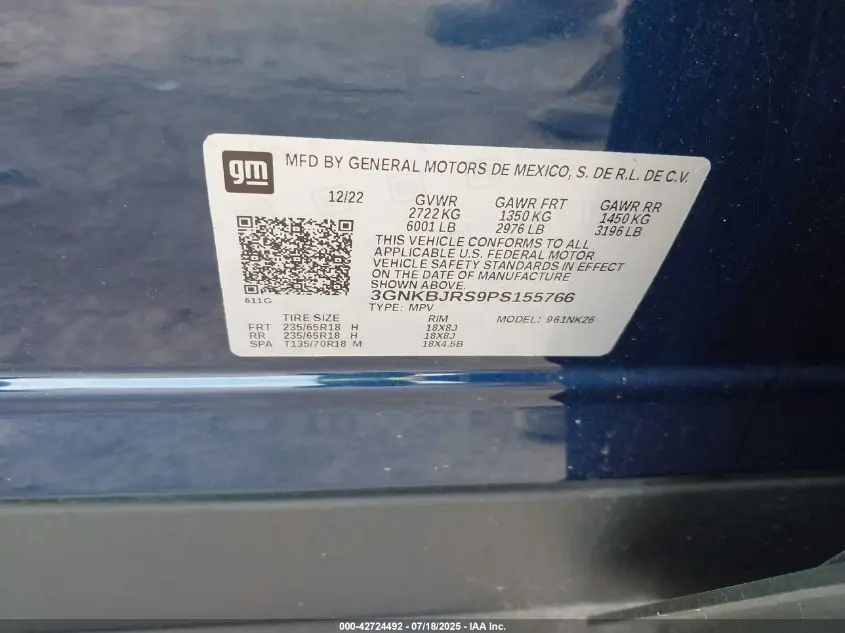 gm
MFD BY GENERAL MOTORS DE MEXICO, S. DE R.L. DE C.V.
12/22 GVWR GAWR FRT GAWR RR
2722 KG 1350 KG 1450 KG
6001 LB 2976 LB 3196 LB
THIS VEHICLE CONFORMS TO ALL
APPLICABLE U.S. FEDERAL MOTOR
VEHICLE SAFETY STANDARDS IN EFFECT
ON THE DATE OF MANUFACTURE
SHOWN ABOVE.
611G
3GNKBJRS9PS155766
TYPE: MPV MODEL: 961NK26
TIRE SIZE RIM
FRT 235/65R18 H 18X8J
RR 235/65R18 H 18X8J
SPA T135/70R18 M 18X4.5B
000-42724492 - 07/18/2025 - IAA Inc.